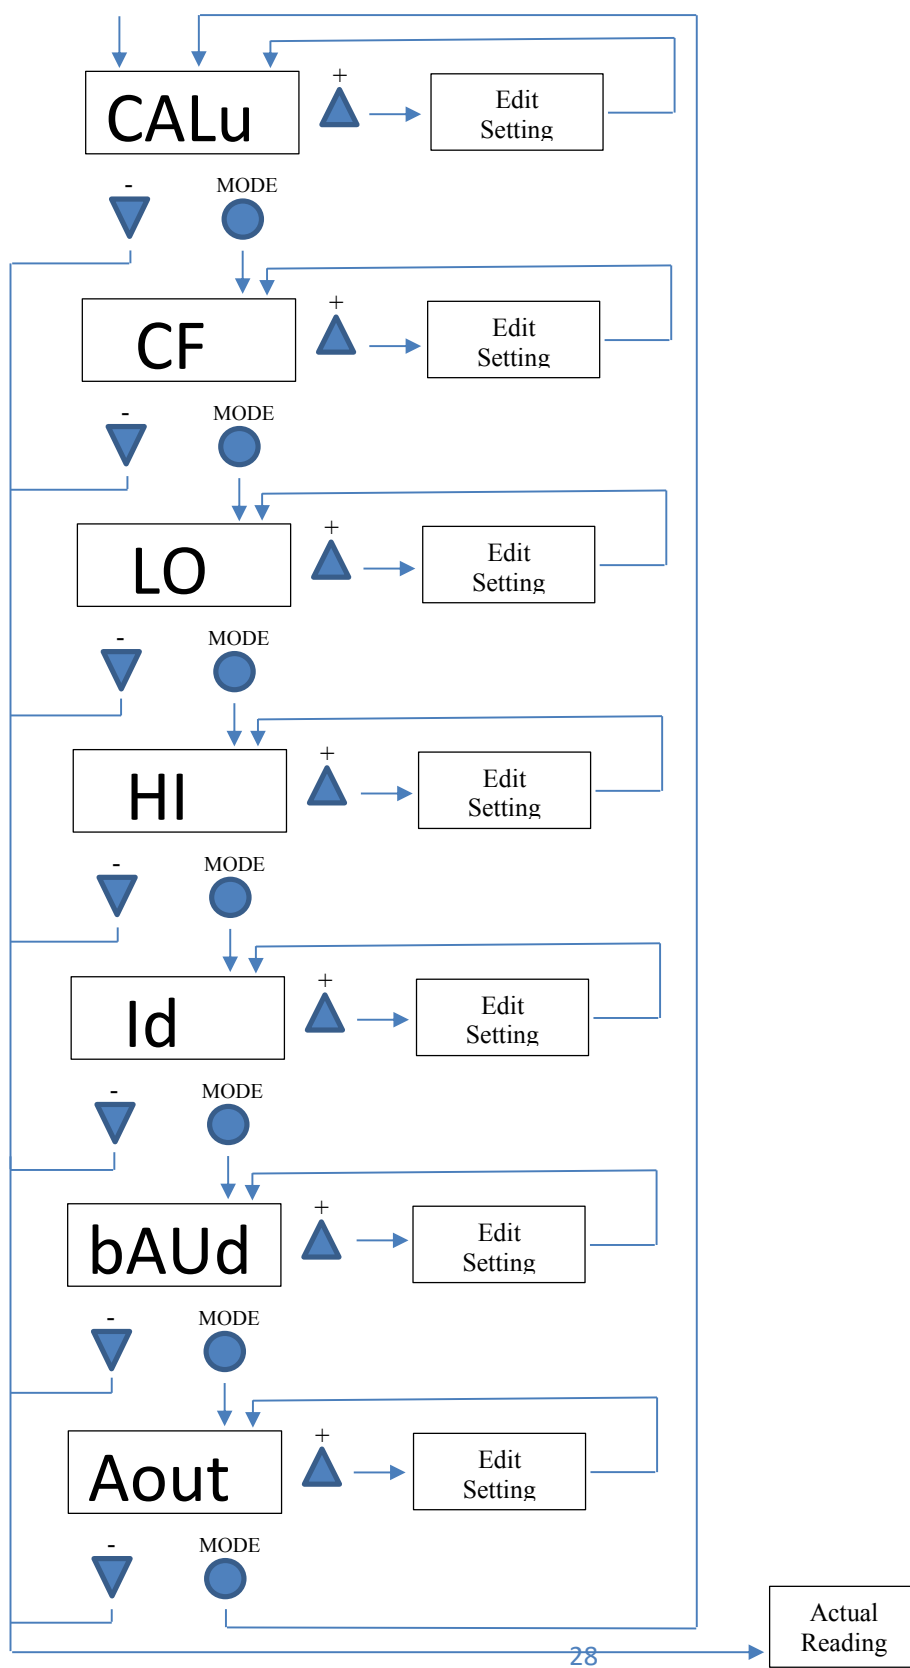 +
CALu
Edit
Setting
-
MODE
+
CF
Edit
Setting
-
MODE
+
LO
Edit
Setting
-
MODE
+
HI
Edit
Setting
-
MODE
+
Id
Edit
Setting
-
MODE
+
bAUd
Edit
Setting
-
MODE
+
Aout
Edit
Setting
-
MODE
Actual
Reading
28